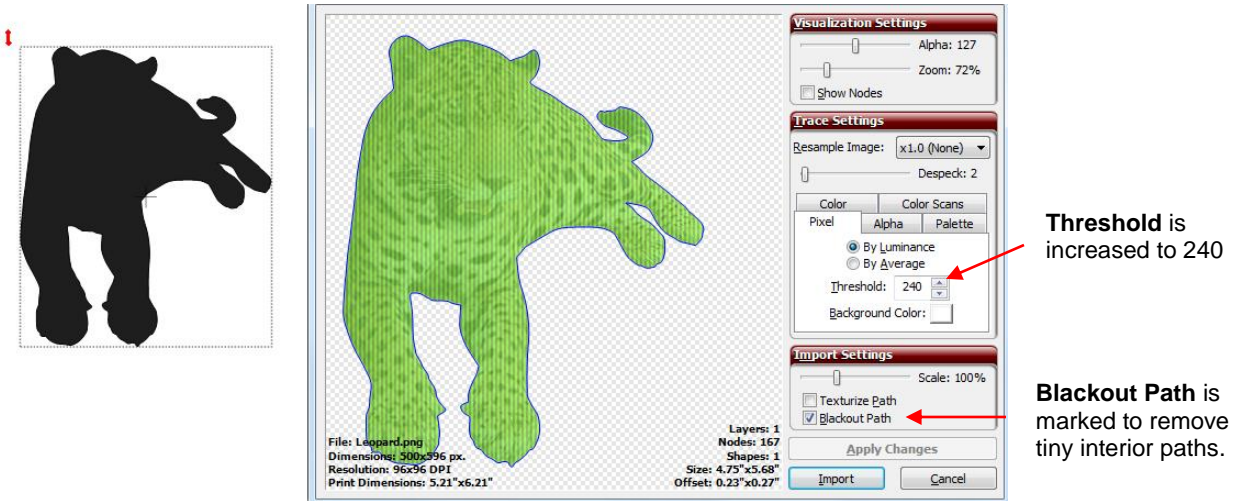 Visualization Settings
Alpha: 127
Zoom: 72%
Show Nodes
Trace Settings
Resample Image: x1.0 (None)
Despeck: 2
Color Color Scans
Pixel Alpha Palette
By Luminance
By Average
Threshold: 240
Background Color:
Import Settings
Scale: 100%
Texturize Path
Blackout Path
Apply Changes
Import Cancel
File: Leopard.png
Dimensions: 500x596 px.
Resolution: 96x96 DPI
Print Dimensions: 5.21"x6.21"
Layers: 1
Nodes: 167
Shapes: 1
Size: 4.75"x5.68"
Offset: 0.23"x0.27"
Threshold is
increased to 240
Blackout Path is
marked to remove
tiny interior paths.